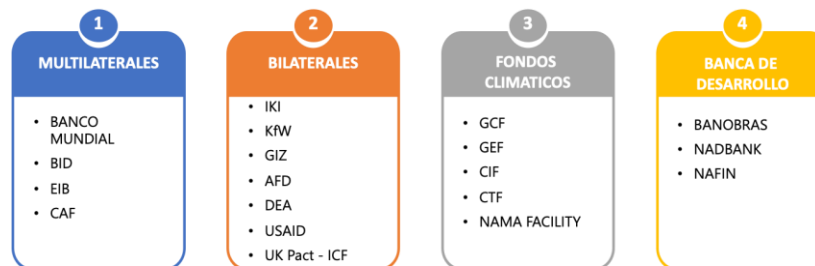 1
MULTILATERALES
• BANCO
MUNDIAL
• BID
• EIB
• CAF
2
BILATERALES
• IKI
• KfW
• GIZ
• AFD
• DEA
• USAID
• UK Pact - ICF
3
FONDOS
CLIMATICOS
• GCF
• GEF
• CIF
• CTF
• NAMA FACILITY
4
BANCA DE
DESARROLLO
• BANOBRAS
• NADBANK
• NAFIN